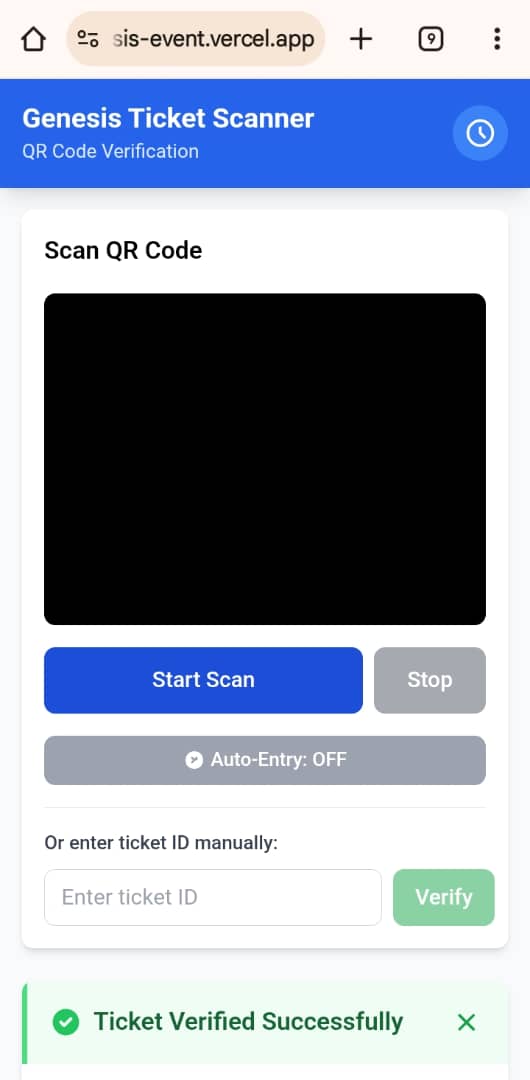 sis-event.vercel.app
9
Genesis Ticket Scanner
QR Code Verification
Scan QR Code
Start Scan
Stop
Auto-Entry: OFF
Or enter ticket ID manually:
Enter ticket ID
Verify
Ticket Verified Successfully